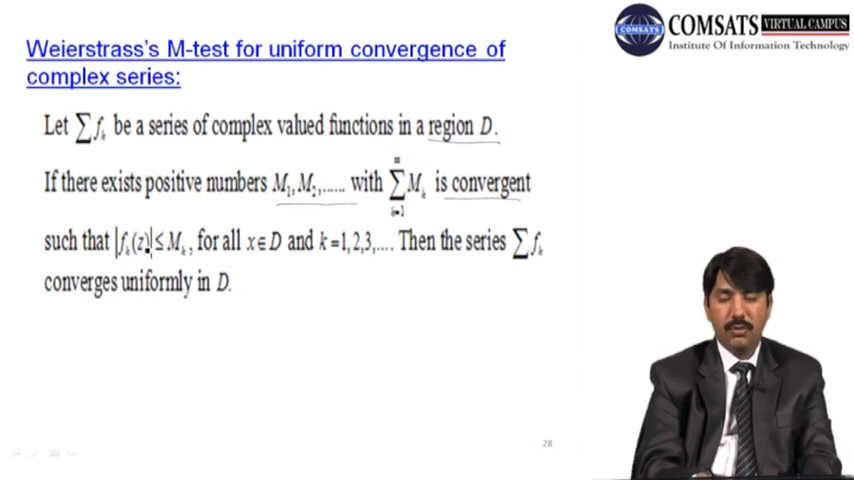 Weierstrass's M-test for uniform convergence of
complex series:
COMSATS
COMSATS VIRTUAL CAMPUS
Institute Of Information Technology
Let ∑f_k be a series of complex valued functions in a region D.
If there exists positive numbers M_1, M_2, ...... with ∑_{k=1}^{∞} M_k is convergent
such that |f_k(z)| ≤ M_k, for all x∈D and k=1,2,3,.... Then the series ∑f_k
converges uniformly in D.
28